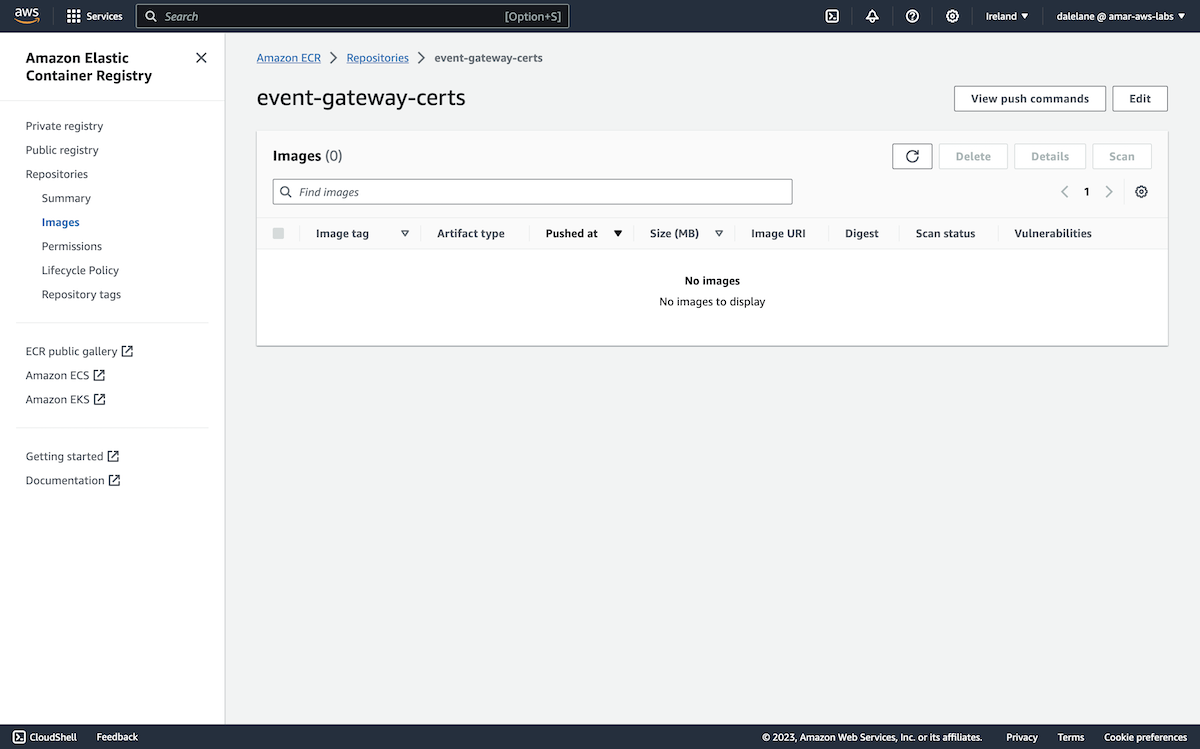 aws
Services
Search [Option+S]
Ireland
dalelane @ amar-aws-labs
Amazon Elastic
Container Registry
Private registry
Public registry
Repositories
Summary
Images
Permissions
Lifecycle Policy
Repository tags
ECR public gallery
Amazon ECS
Amazon EKS
Getting started
Documentation
Amazon ECR
Repositories
event-gateway-certs
event-gateway-certs
View push commands
Edit
Images (0)
Delete
Details
Scan
Find images
1
Image tag
Artifact type
Pushed at
Size (MB)
Image URI
Digest
Scan status
Vulnerabilities
No images
No images to display
CloudShell
Feedback
© 2023, Amazon Web Services, Inc. or its affiliates.
Privacy
Terms
Cookie preferences